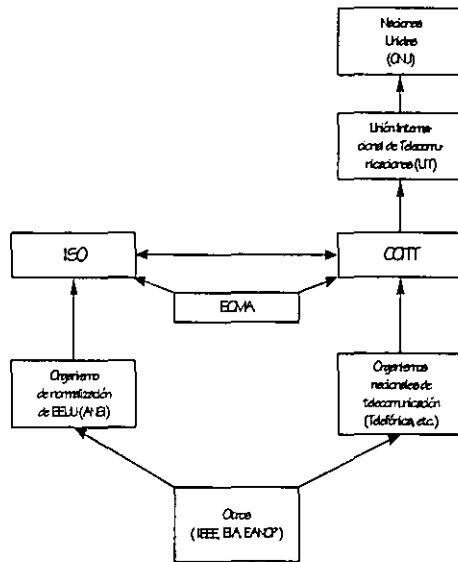 Naciones
Unidas
(ONU)
Unión Interna-
cional de Telecomu-
nicaciones (UIT)
ISO
CCITT
ECMA
Organismo
de normalización
de EEUU (ANSI)
Organismos
nacionales de
telecomunicación
(Telefónica, etc.)
Otros
(IEEE, EIA, EANCP)